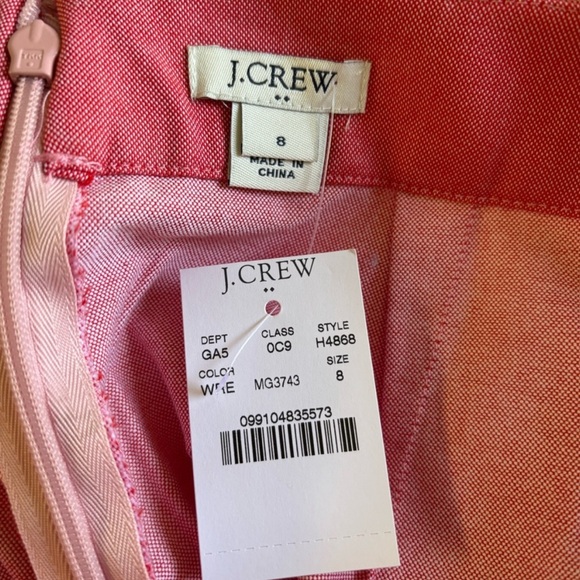 J.CREW
8
MADE IN
CHINA
J.CREW
DEPT CLASS STYLE
GA5 0C9 H4868
COLOR SIZE
MG3743 8
099104835573